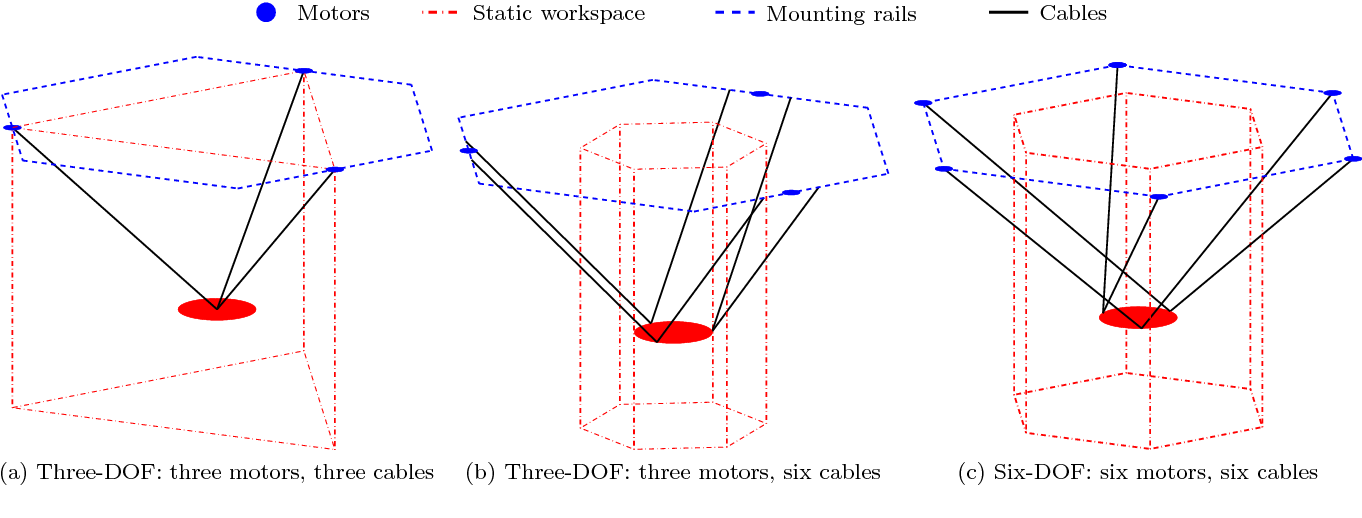 Motors Static workspace Mounting rails Cables
(a) Three-DOF: three motors, three cables (b) Three-DOF: three motors, six cables (c) Six-DOF: six motors, six cables